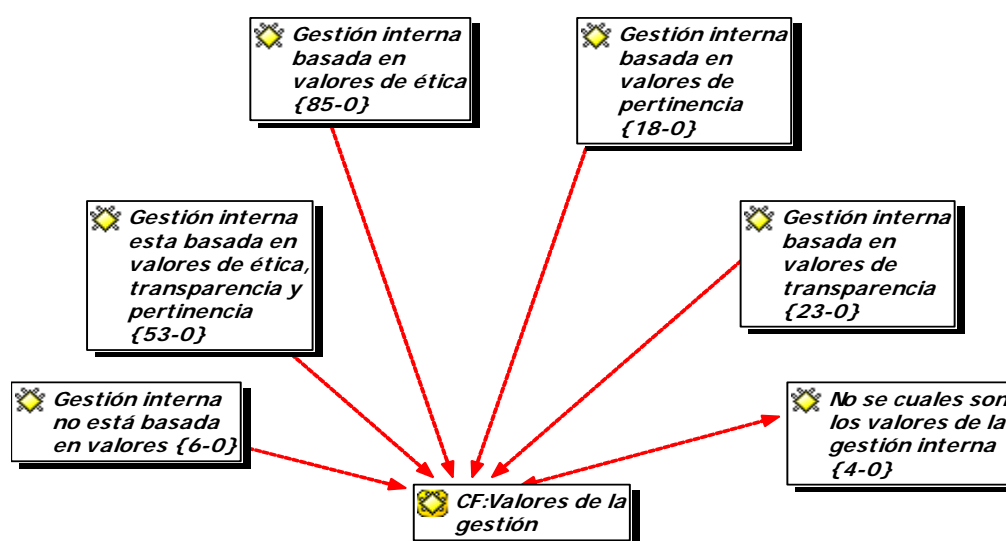 Gestión interna
basada en
valores de ética
{85-0}
Gestión interna
basada en
valores de
pertinencia
{18-0}
Gestión interna
esta basada en
valores de ética,
transparencia y
pertinencia
{53-0}
Gestión interna
basada en
valores de
transparencia
{23-0}
Gestión interna
no está basada
en valores {6-0}
No se cuales son
los valores de la
gestión interna
{4-0}
CF:Valores de la
gestión